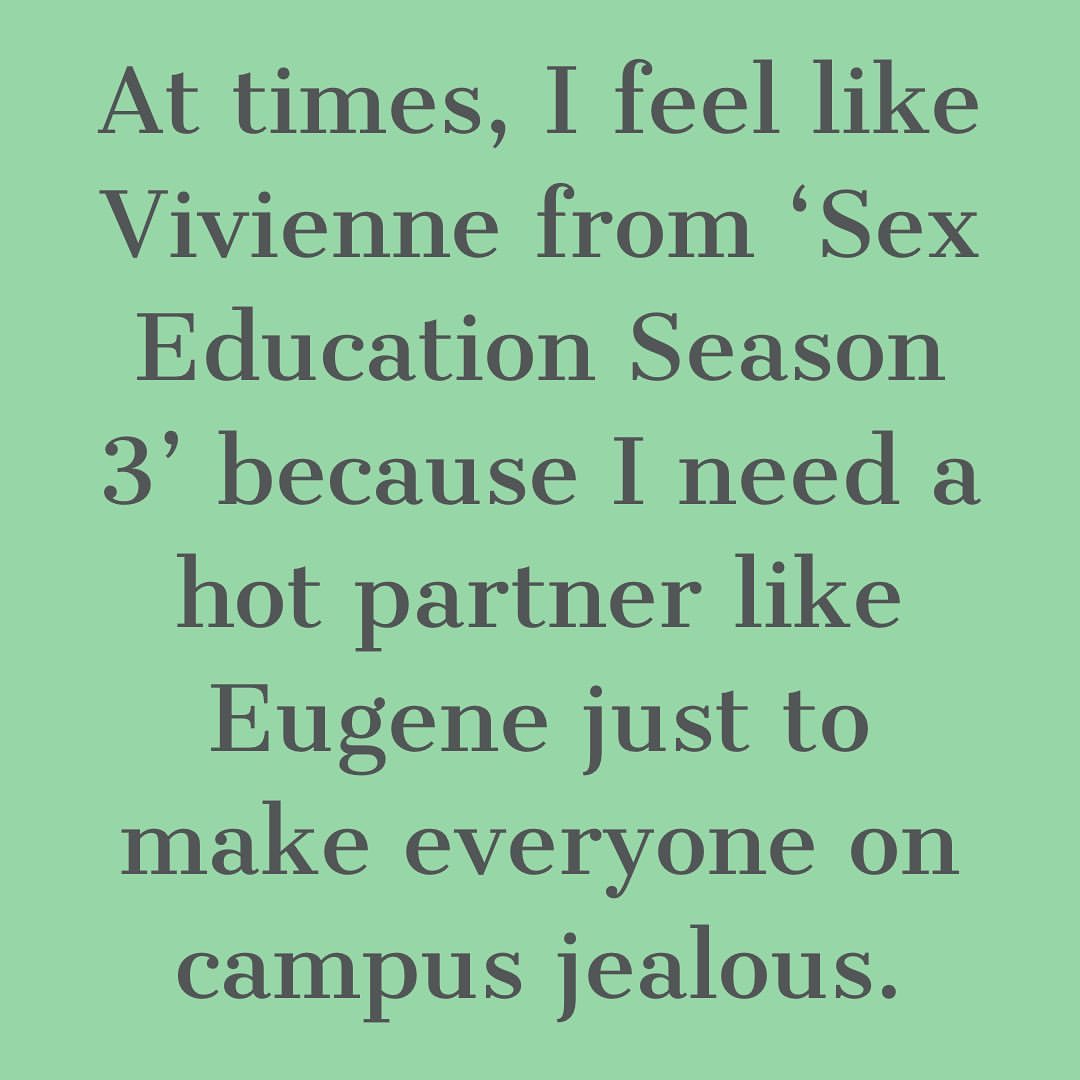 At times, I feel like
Vivienne from ‘Sex
Education Season
3’ because I need a
hot partner like
Eugene just to
make everyone on
campus jealous.